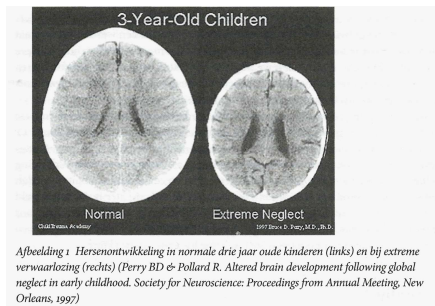 3-Year-Old Children
Normal
Extreme Neglect
ChildTrauma Academy
1997 Bruce D. Perry, M.D., Ph.D.
Afbeelding 1 Hersenontwikkeling in normale drie jaar oude kinderen (links) en bij extreme
verwaarlozing (rechts) (Perry BD & Pollard R. Altered brain development following global
neglect in early childhood. Society for Neuroscience: Proceedings from Annual Meeting, New
Orleans, 1997)